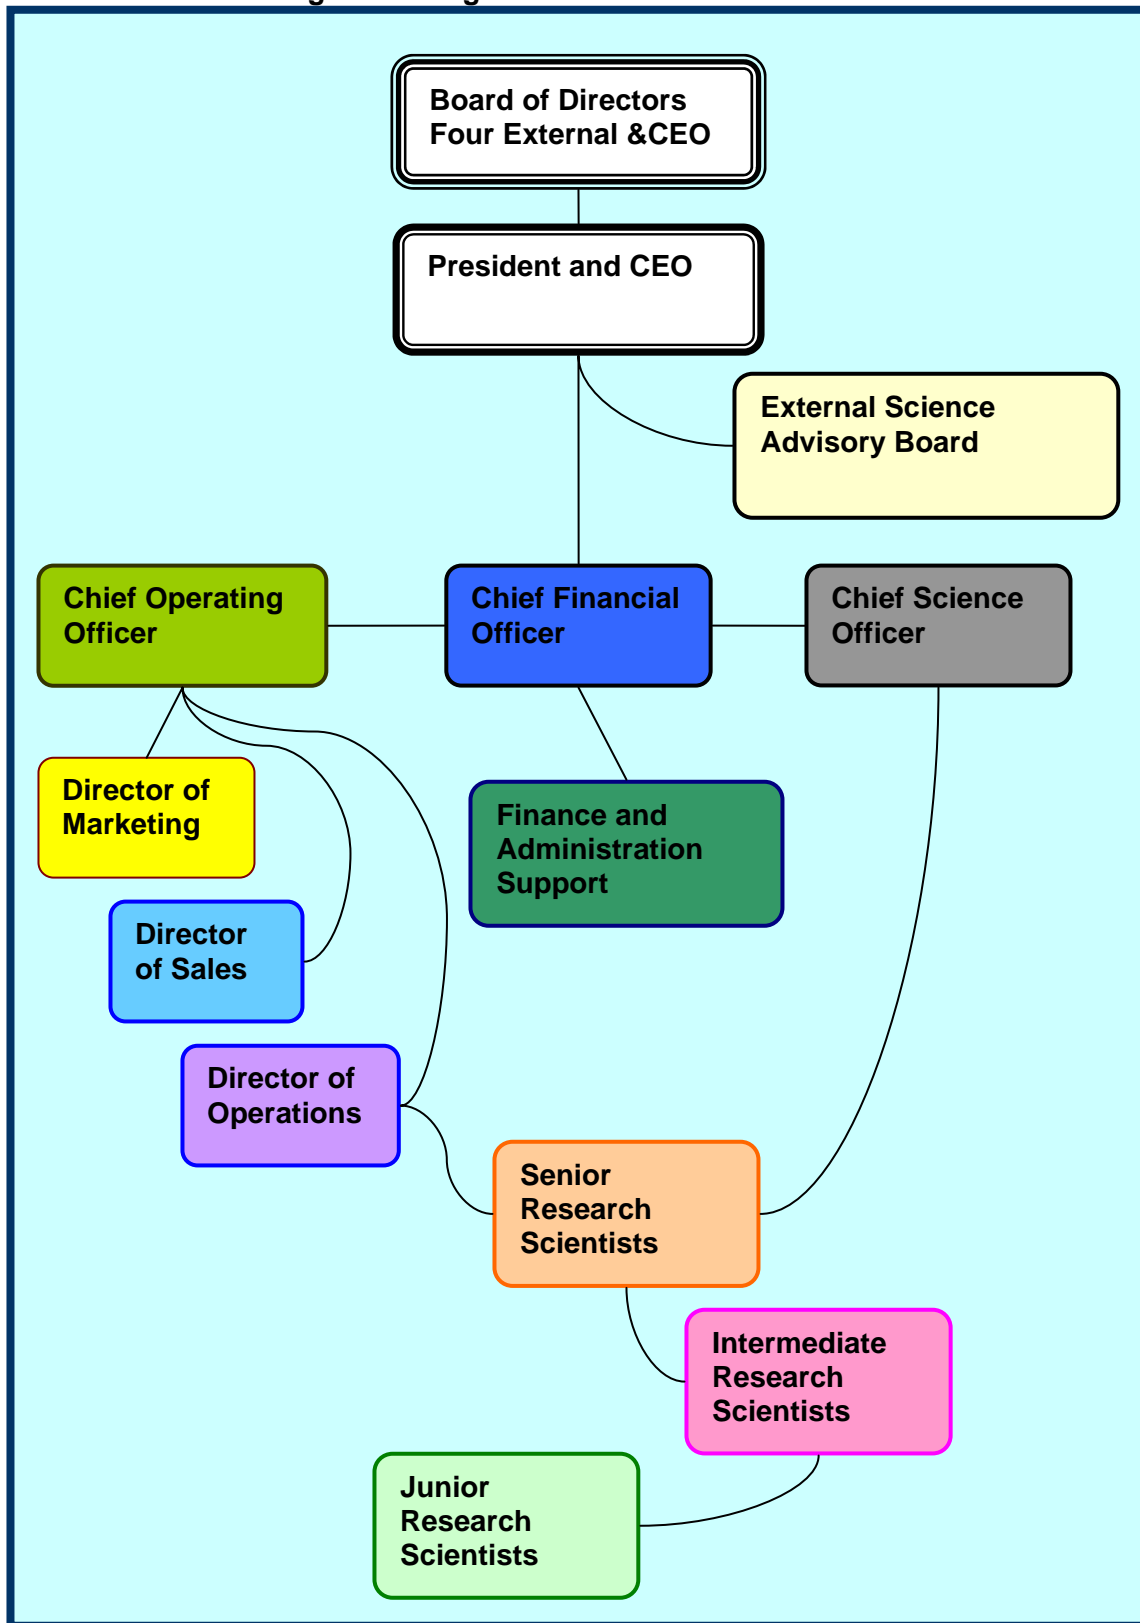 Board of Directors
Four External &CEO
President and CEO
External Science
Advisory Board
Chief Operating
Officer
Chief Financial
Officer
Chief Science
Officer
Director of
Marketing
Finance and
Administration
Support
Director
of Sales
Director of
Operations
Senior
Research
Scientists
Intermediate
Research
Scientists
Junior
Research
Scientists